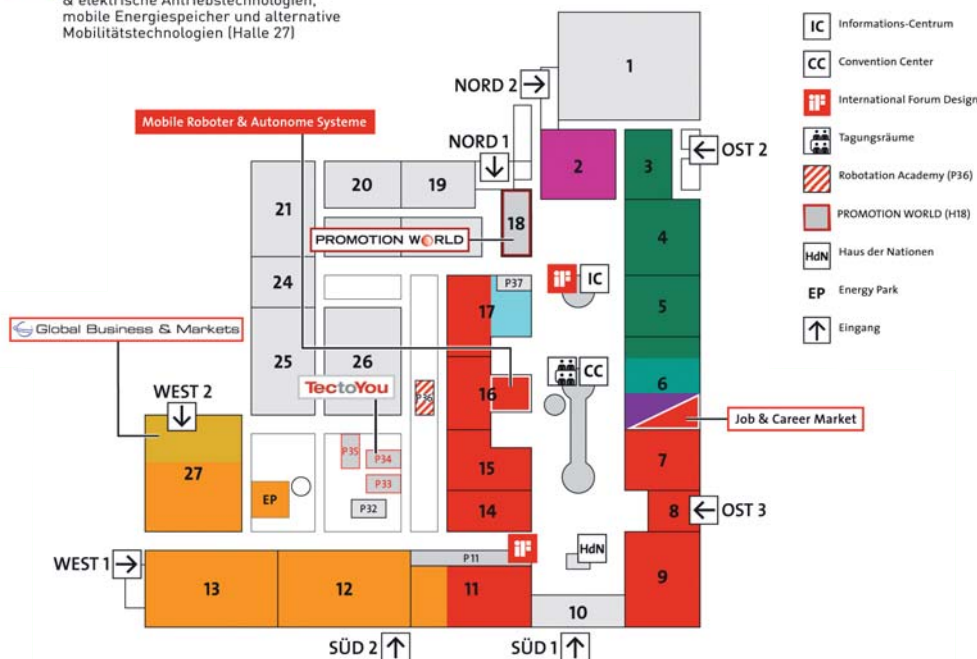 & elektrische Antriebstechnologien,
mobile Energiespeicher und alternative
Mobilitätstechnologien (Halle 27)
IC Informations-Centrum
CC Convention Center
iF International Forum Design
Tagungsräume
Robotation Academy (P36)
PROMOTION WORLD (H18)
HdN Haus der Nationen
EP Energy Park
Eingang
NORD 2
1
Mobile Roboter & Autonome Systeme
NORD 1
2
3
OST 2
20
19
21
18
PROMOTION WORLD
4
24
P37
iF IC
17
5
Global Business & Markets
25
26
TectoYou
P36
16
CC
6
WEST 2
Job & Career Market
27
P35
P34
P33
P32
EP
15
14
7
8
OST 3
WEST 1
13
12
P11
11
iF
HdN
9
10
SÜD 2
SÜD 1